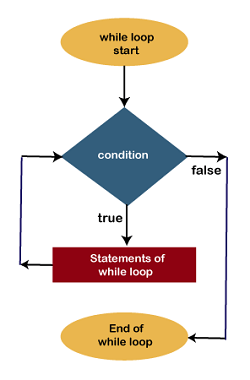 while loop
start
condition
false
true
Statements of
while loop
End of
while loop